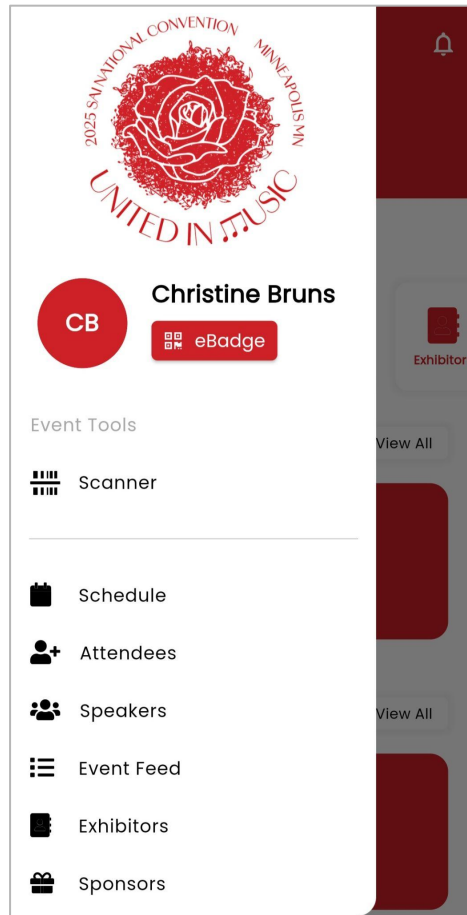 2025 SAI NATIONAL CONVENTION
MINNEAPOLIS MN
UNITED IN MUSIC
CB
Christine Bruns
eBadge
Event Tools
Scanner
Schedule
Attendees
Speakers
Event Feed
Exhibitors
Sponsors
Exhibitor
View All
View All